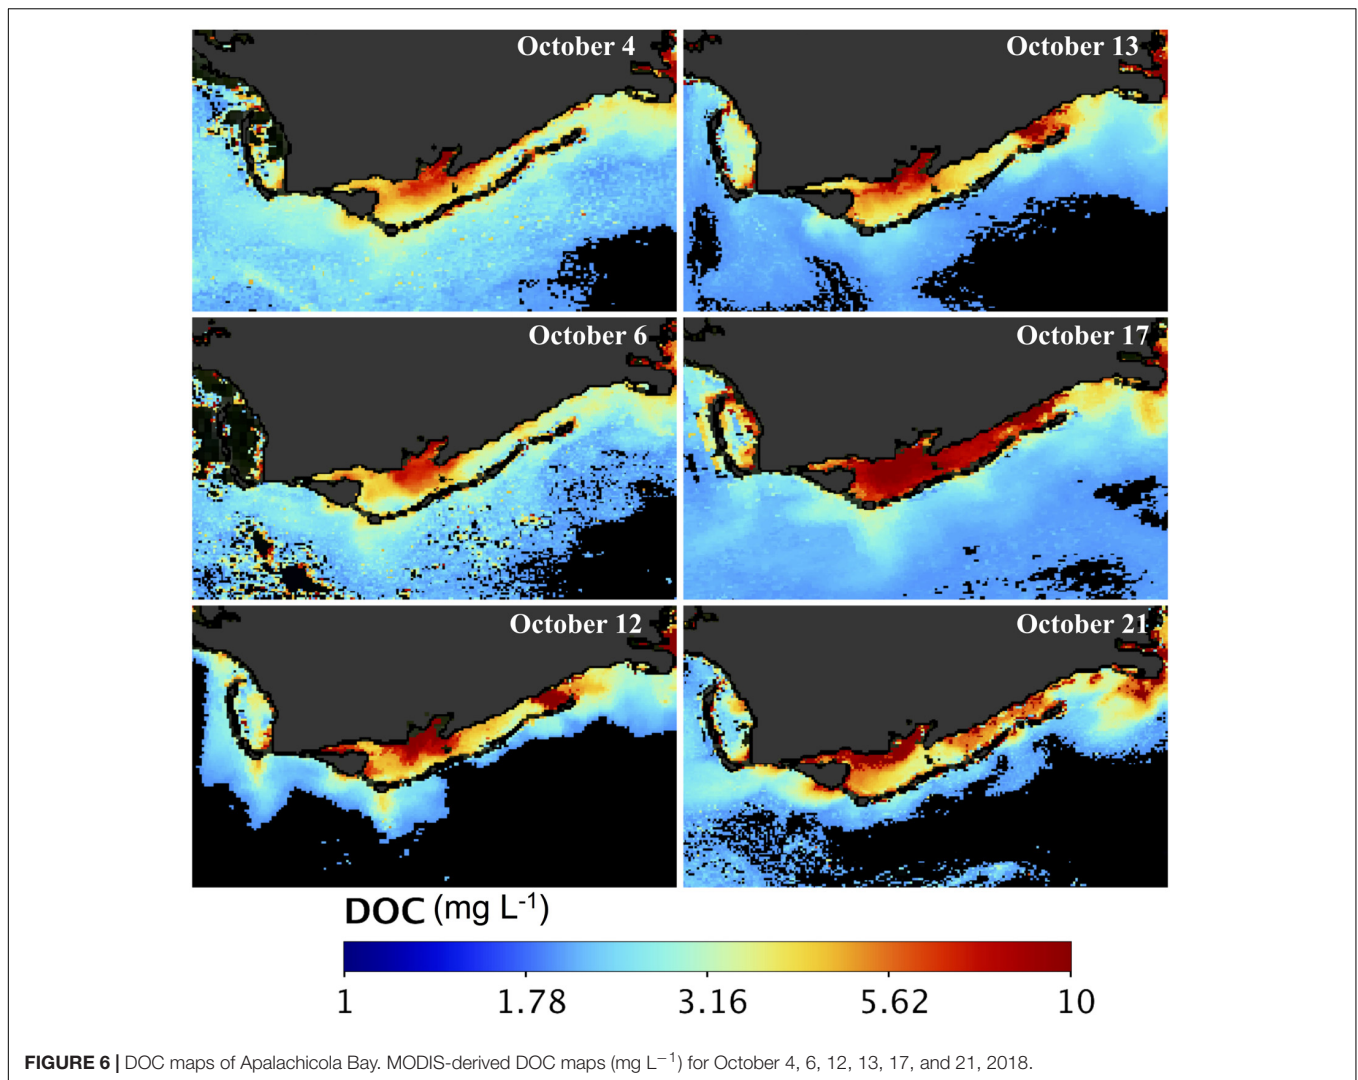 October 4
October 13
October 6
October 17
October 12
October 21
DOC (mg L-1)
1 1.78 3.16 5.62 10
FIGURE 6 | DOC maps of Apalachicola Bay. MODIS-derived DOC maps (mg L−1) for October 4, 6, 12, 13, 17, and 21, 2018.